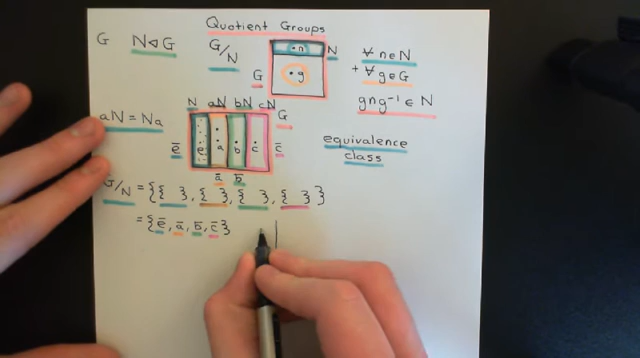 Quotient Groups
G N⊲G G/N
n N
G g
∀ n∈N
+ ∀ g∈G
gng⁻¹ ∈ N
aN = Na
N aN bN cN G
ē e a b c c̄
ā b̄
equivalence
class
G/N = {{ }, { }, { }, { }}
= {ē, ā, b̄, c̄}